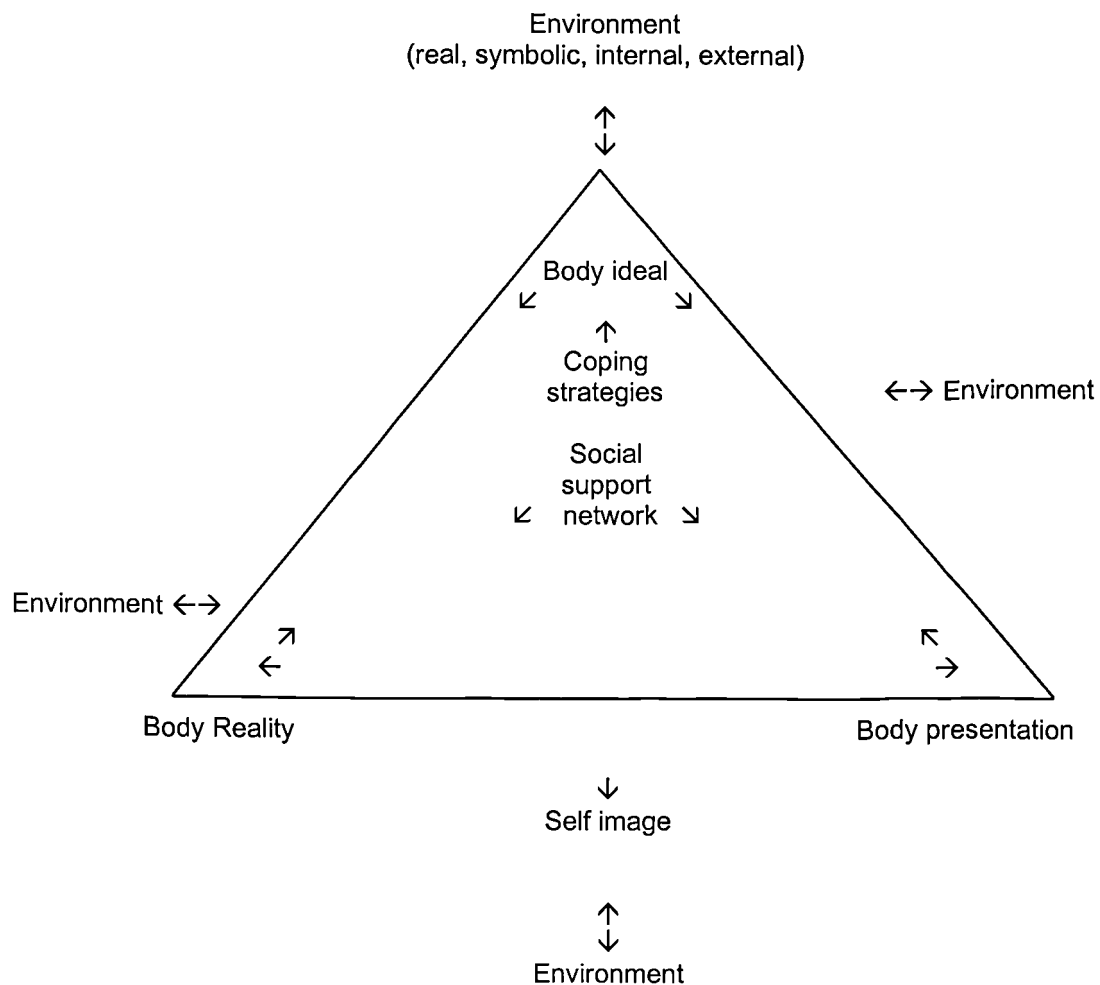 Environment
(real, symbolic, internal, external)
Body ideal
Coping
strategies
Environment
Social
support
network
Environment
Body Reality
Body presentation
Self image
Environment